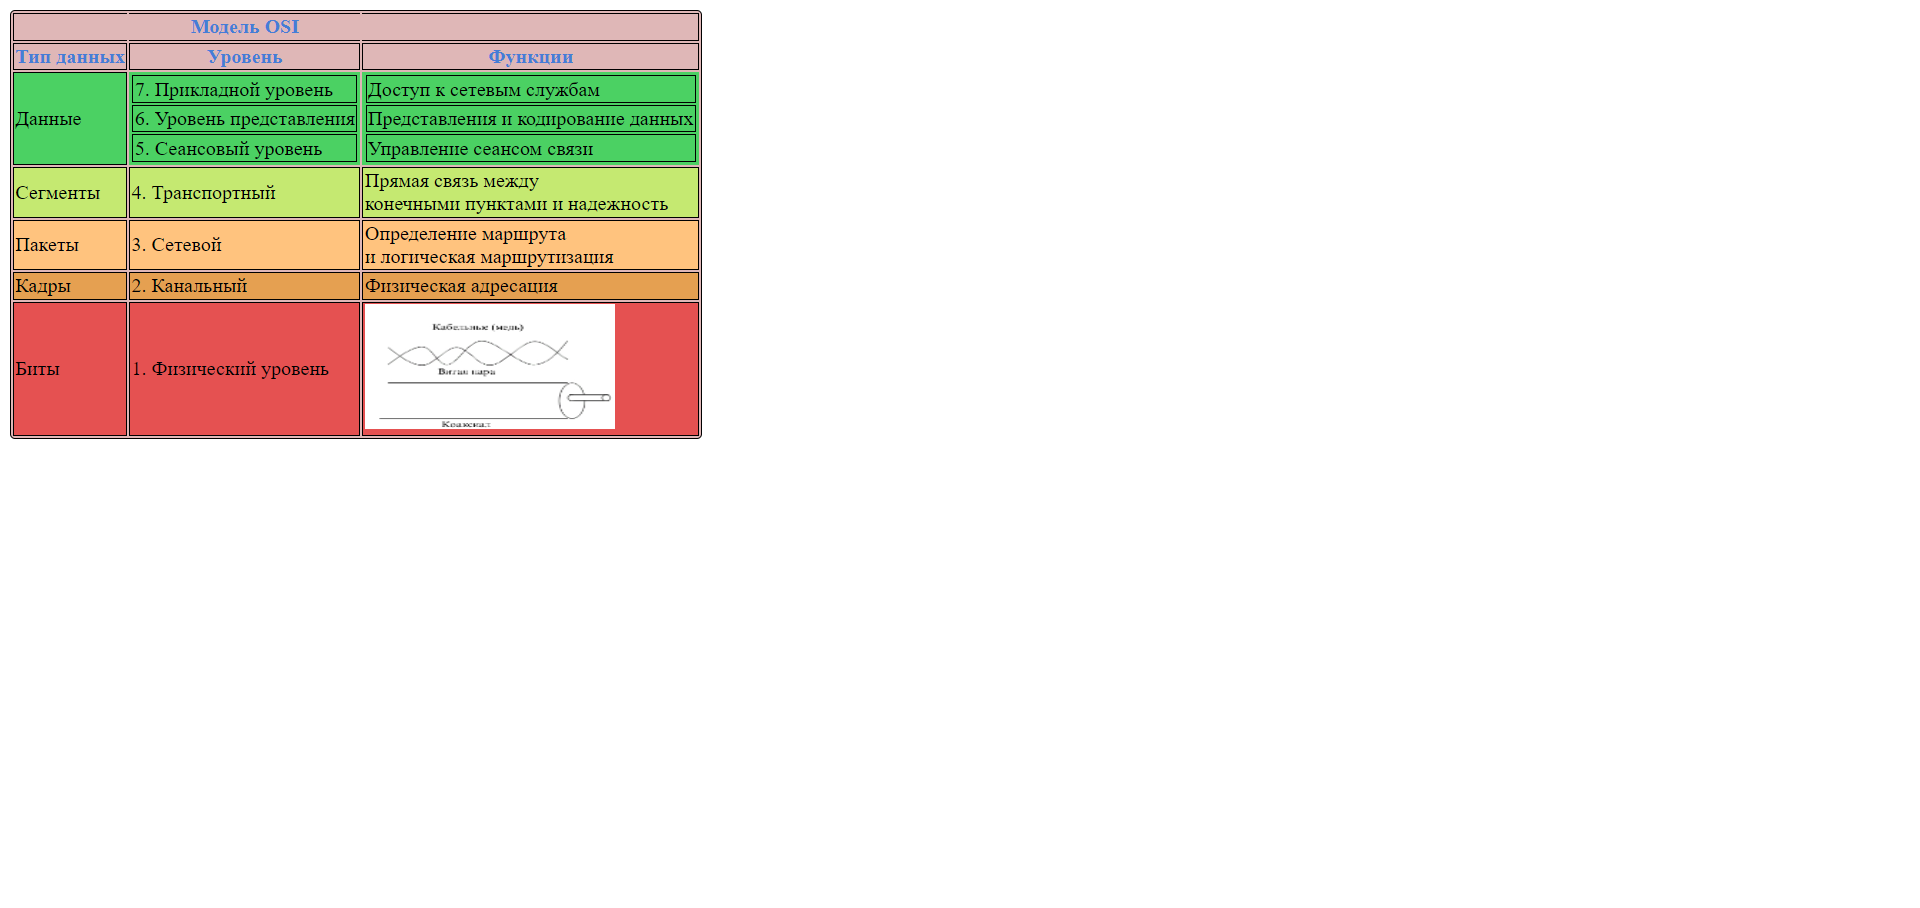 Модель OSI
Тип данных Уровень Функции
Данные
7. Прикладной уровень Доступ к сетевым службам
6. Уровень представления Представления и кодирование данных
5. Сеансовый уровень Управление сеансом связи
Сегменты 4. Транспортный Прямая связь между
конечными пунктами и надежность
Пакеты 3. Сетевой Определение маршрута
и логическая маршрутизация
Кадры 2. Канальный Физическая адресация
Биты 1. Физический уровень
Кабельные (медь)
Витая пара
Коаксиал